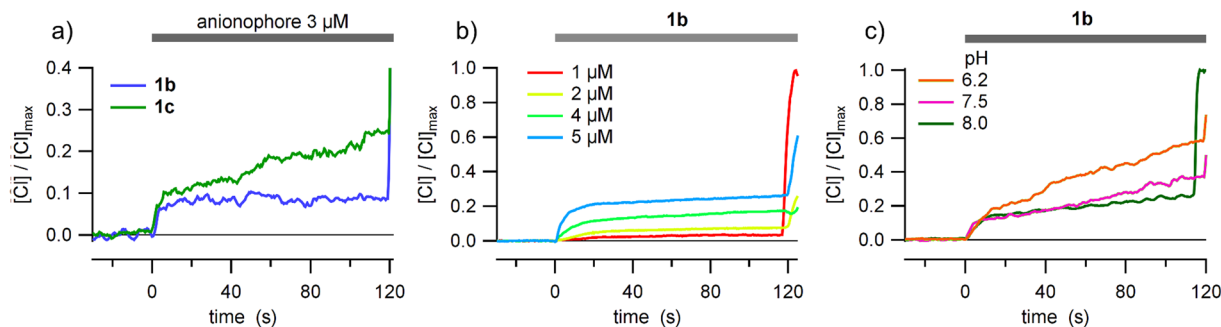 a)
anionophore 3 µM
0.4
0.3
0.2
0.1
0.0
[Cl] / [Cl]max
1b
1c
0
40
80
120
time (s)
b)
1b
1.0
0.8
0.6
0.4
0.2
0.0
[Cl] / [Cl]max
1 µM
2 µM
4 µM
5 µM
0
40
80
120
time (s)
c)
1b
1.0
0.8
0.6
0.4
0.2
0.0
[Cl] / [Cl]max
pH
6.2
7.5
8.0
0
40
80
120
time (s)